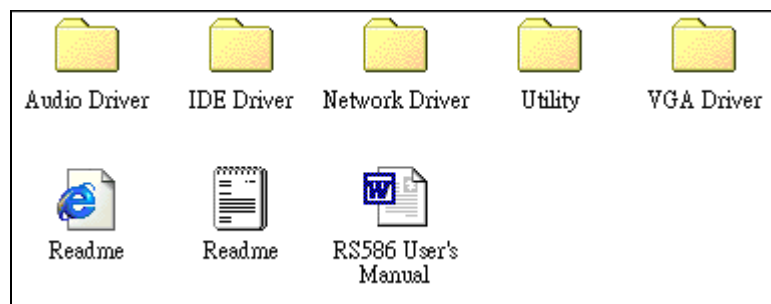 Audio Driver
IDE Driver
Network Driver
Utility
VGA Driver
Readme
Readme
RS586 User's
Manual